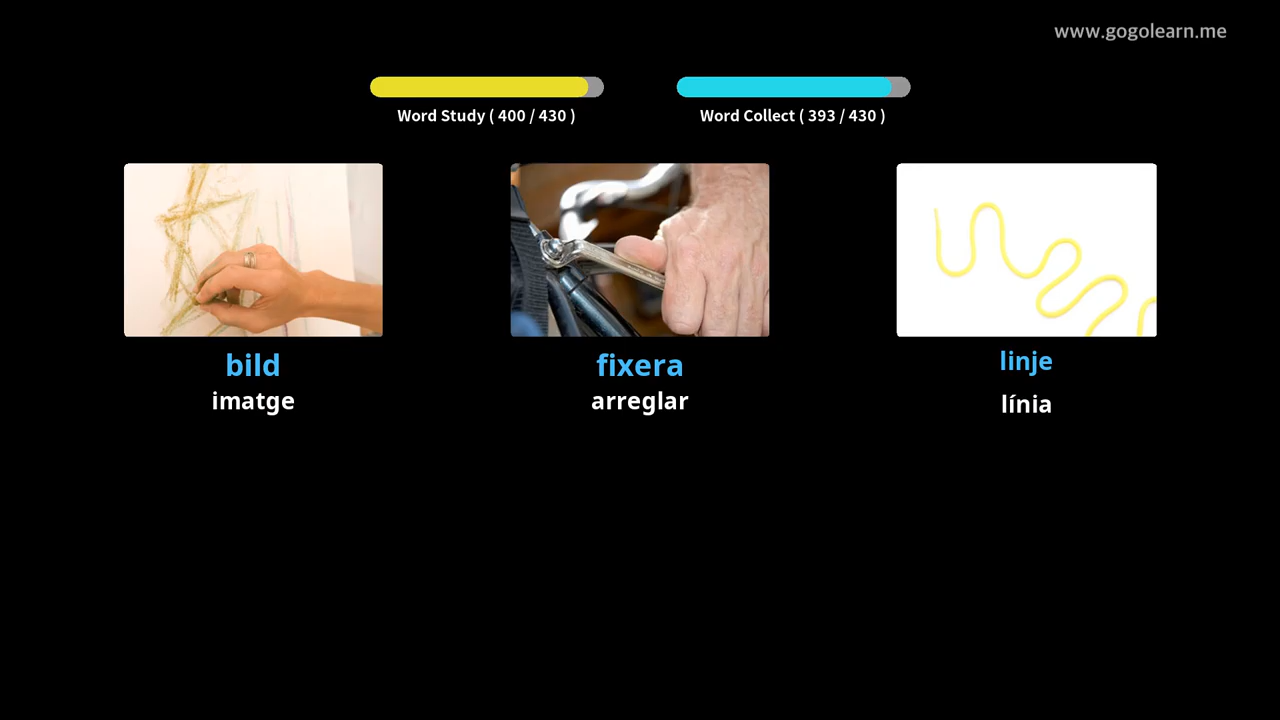 www.gogolearn.me
Word Study ( 400 / 430 )
Word Collect ( 393 / 430 )
bild
imatge
fixera
arreglar
linje
línia